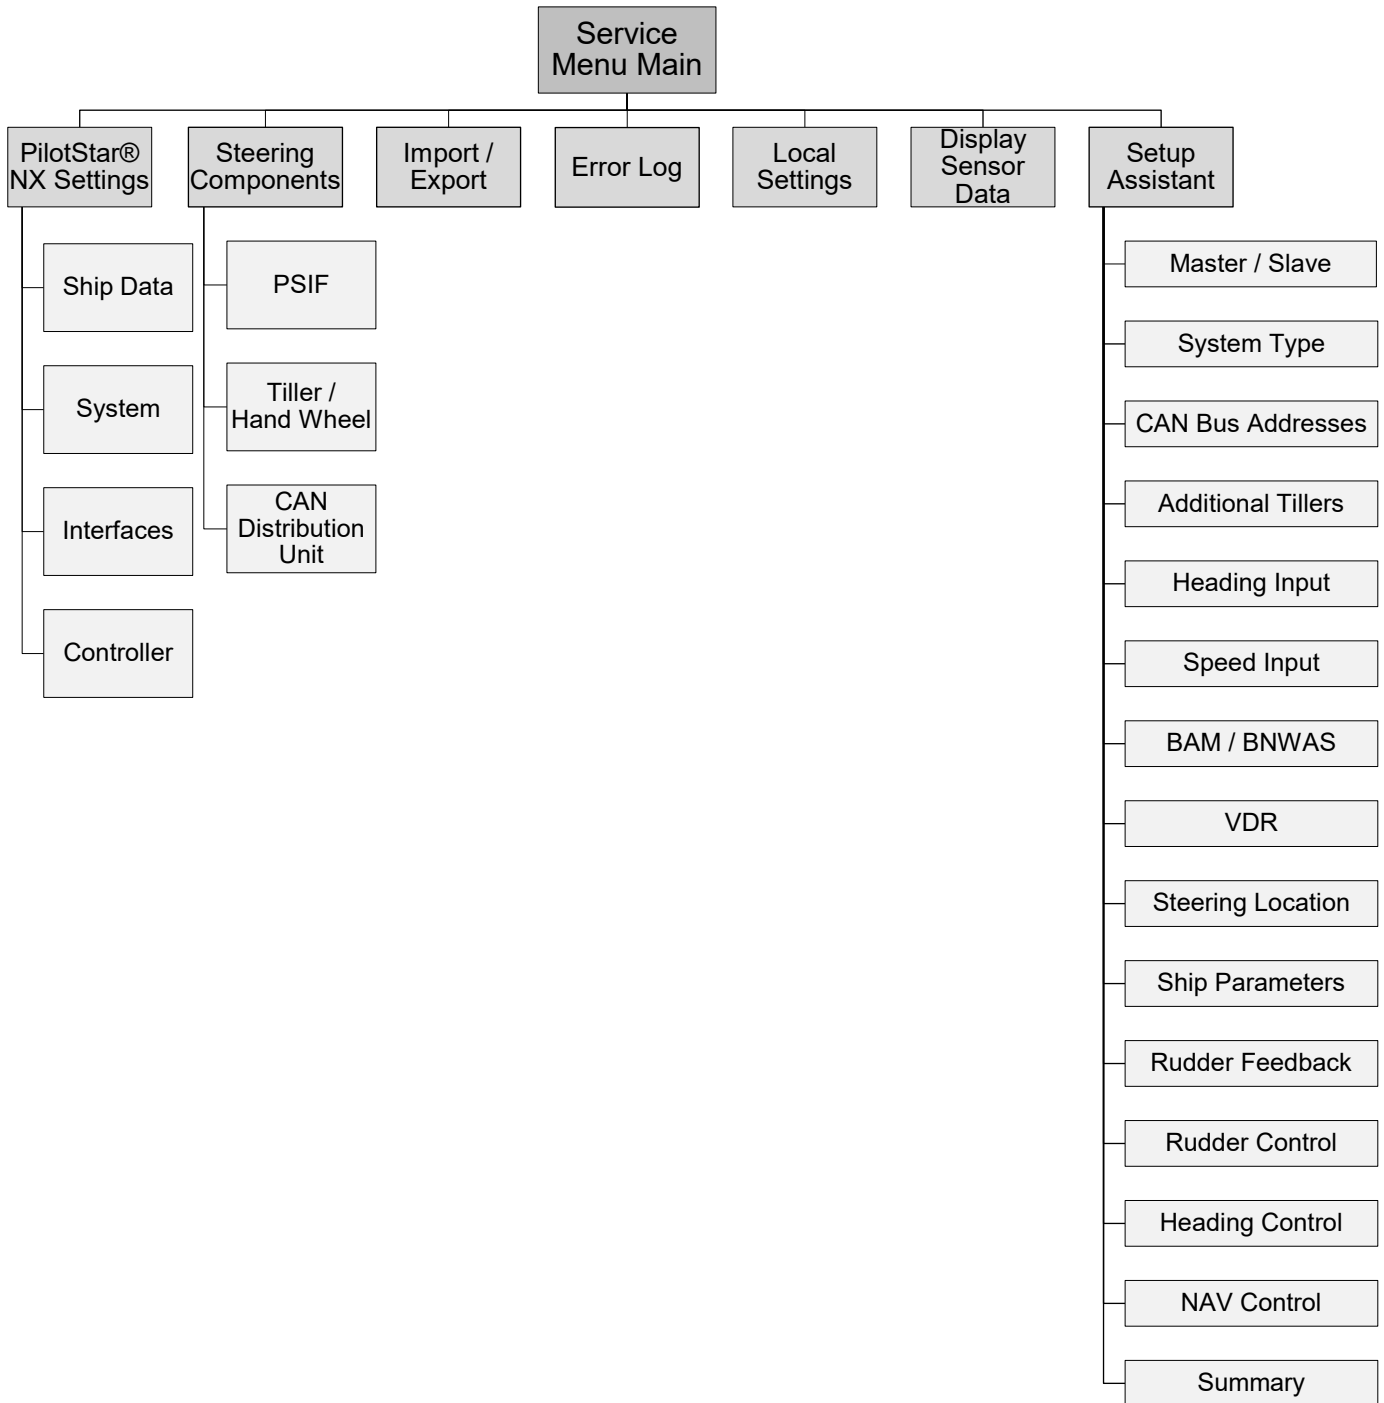 Service
Menu Main
PilotStar®
NX Settings
Steering
Components
Import /
Export
Error Log
Local
Settings
Display
Sensor
Data
Setup
Assistant
Ship Data
System
Interfaces
Controller
PSIF
Tiller /
Hand Wheel
CAN
Distribution
Unit
Master / Slave
System Type
CAN Bus Addresses
Additional Tillers
Heading Input
Speed Input
BAM / BNWAS
VDR
Steering Location
Ship Parameters
Rudder Feedback
Rudder Control
Heading Control
NAV Control
Summary